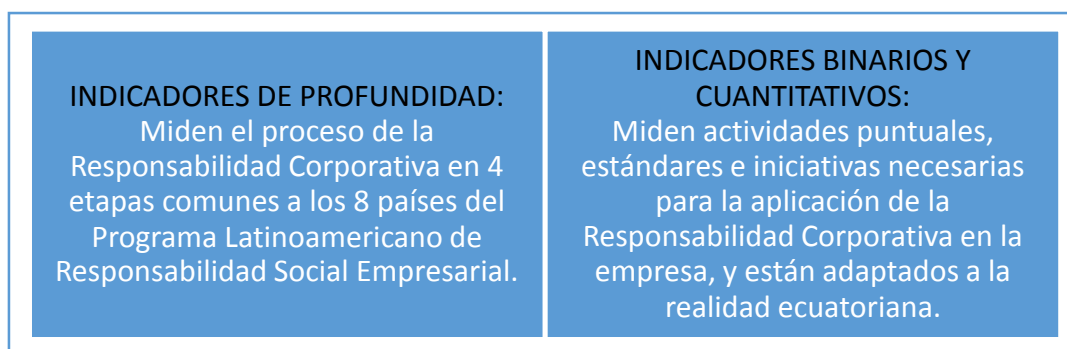 INDICADORES DE PROFUNDIDAD:
Miden el proceso de la
Responsabilidad Corporativa en 4
etapas comunes a los 8 países del
Programa Latinoamericano de
Responsabilidad Social Empresarial.
INDICADORES BINARIOS Y
CUANTITATIVOS:
Miden actividades puntuales,
estándares e iniciativas necesarias
para la aplicación de la
Responsabilidad Corporativa en la
empresa, y están adaptados a la
realidad ecuatoriana.